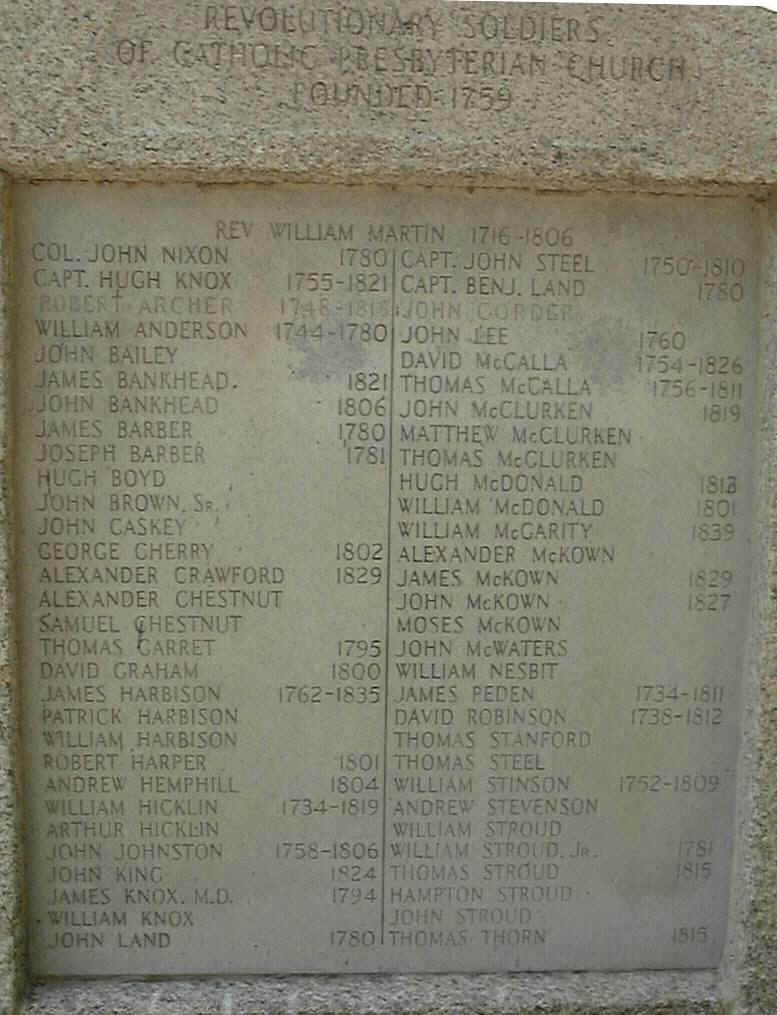 REVOLUTIONARY SOLDIERS
OF CATHOLIC PRESBYTERIAN CHURCH
FOUNDED 1759
REV WILLIAM MARTIN 1716-1806
COL. JOHN NIXON 1780
CAPT. HUGH KNOX 1755-1821
ROBERT ARCHER
WILLIAM ANDERSON 1744-1780
JOHN BAILEY
JAMES BANKHEAD. 1821
JOHN BANKHEAD 1806
JAMES BARBER 1780
JOSEPH BARBER 1781
HUGH BOYD
JOHN BROWN, SR.
JOHN CASKEY
GEORGE CHERRY 1802
ALEXANDER CRAWFORD 1829
ALEXANDER CHESTNUT
SAMUEL CHESTNUT
THOMAS GARRET 1795
DAVID GRAHAM 1800
JAMES HARBISON 1762-1835
PATRICK HARBISON
WILLIAM HARBISON
ROBERT HARPER 1801
ANDREW HEMPHILL 1804
WILLIAM HICKLIN 1734-1819
ARTHUR HICKLIN
JOHN JOHNSTON 1758-1806
JOHN KING 1824
JAMES KNOX, M.D. 1794
WILLIAM KNOX
JOHN LAND 1780
CAPT. JOHN STEEL 1750-1810
CAPT. BENJ. LAND 1780
JOHN CORDER
JOHN LEE 1760
DAVID McCALLA 1754-1826
THOMAS McCALLA 1756-1811
JOHN McCLURKEN 1819
MATTHEW McCLURKEN
THOMAS McCLURKEN
HUGH McDONALD 1813
WILLIAM McDONALD 1801
WILLIAM McGARITY 1839
ALEXANDER McKOWN
JAMES McKOWN 1829
JOHN McKOWN 1827
MOSES McKOWN
JOHN McWATERS
WILLIAM NESBIT
JAMES PEDEN 1734-1811
DAVID ROBINSON 1738-1812
THOMAS STANFORD
THOMAS STEEL
WILLIAM STINSON 1752-1809
ANDREW STEVENSON
WILLIAM STROUD
WILLIAM STROUD, JR. 1781
THOMAS STROUD 1815
HAMPTON STROUD
JOHN STROUD
THOMAS THORN 1815